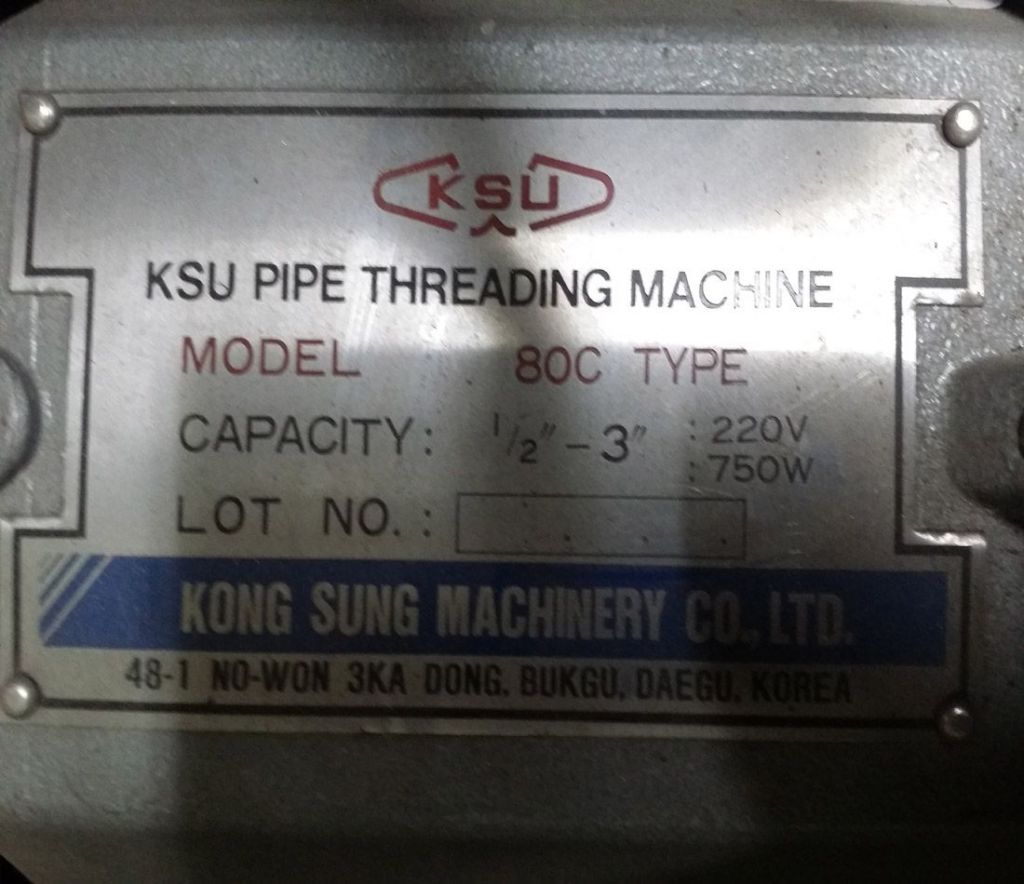 KSU
KSU PIPE THREADING MACHINE
MODEL 80C TYPE
CAPACITY: 1/2" - 3" : 220V
: 750W
LOT NO. :
KONG SUNG MACHINERY CO., LTD.
48-1 NO-WON 3KA DONG. BUKGU, DAEGU. KOREA